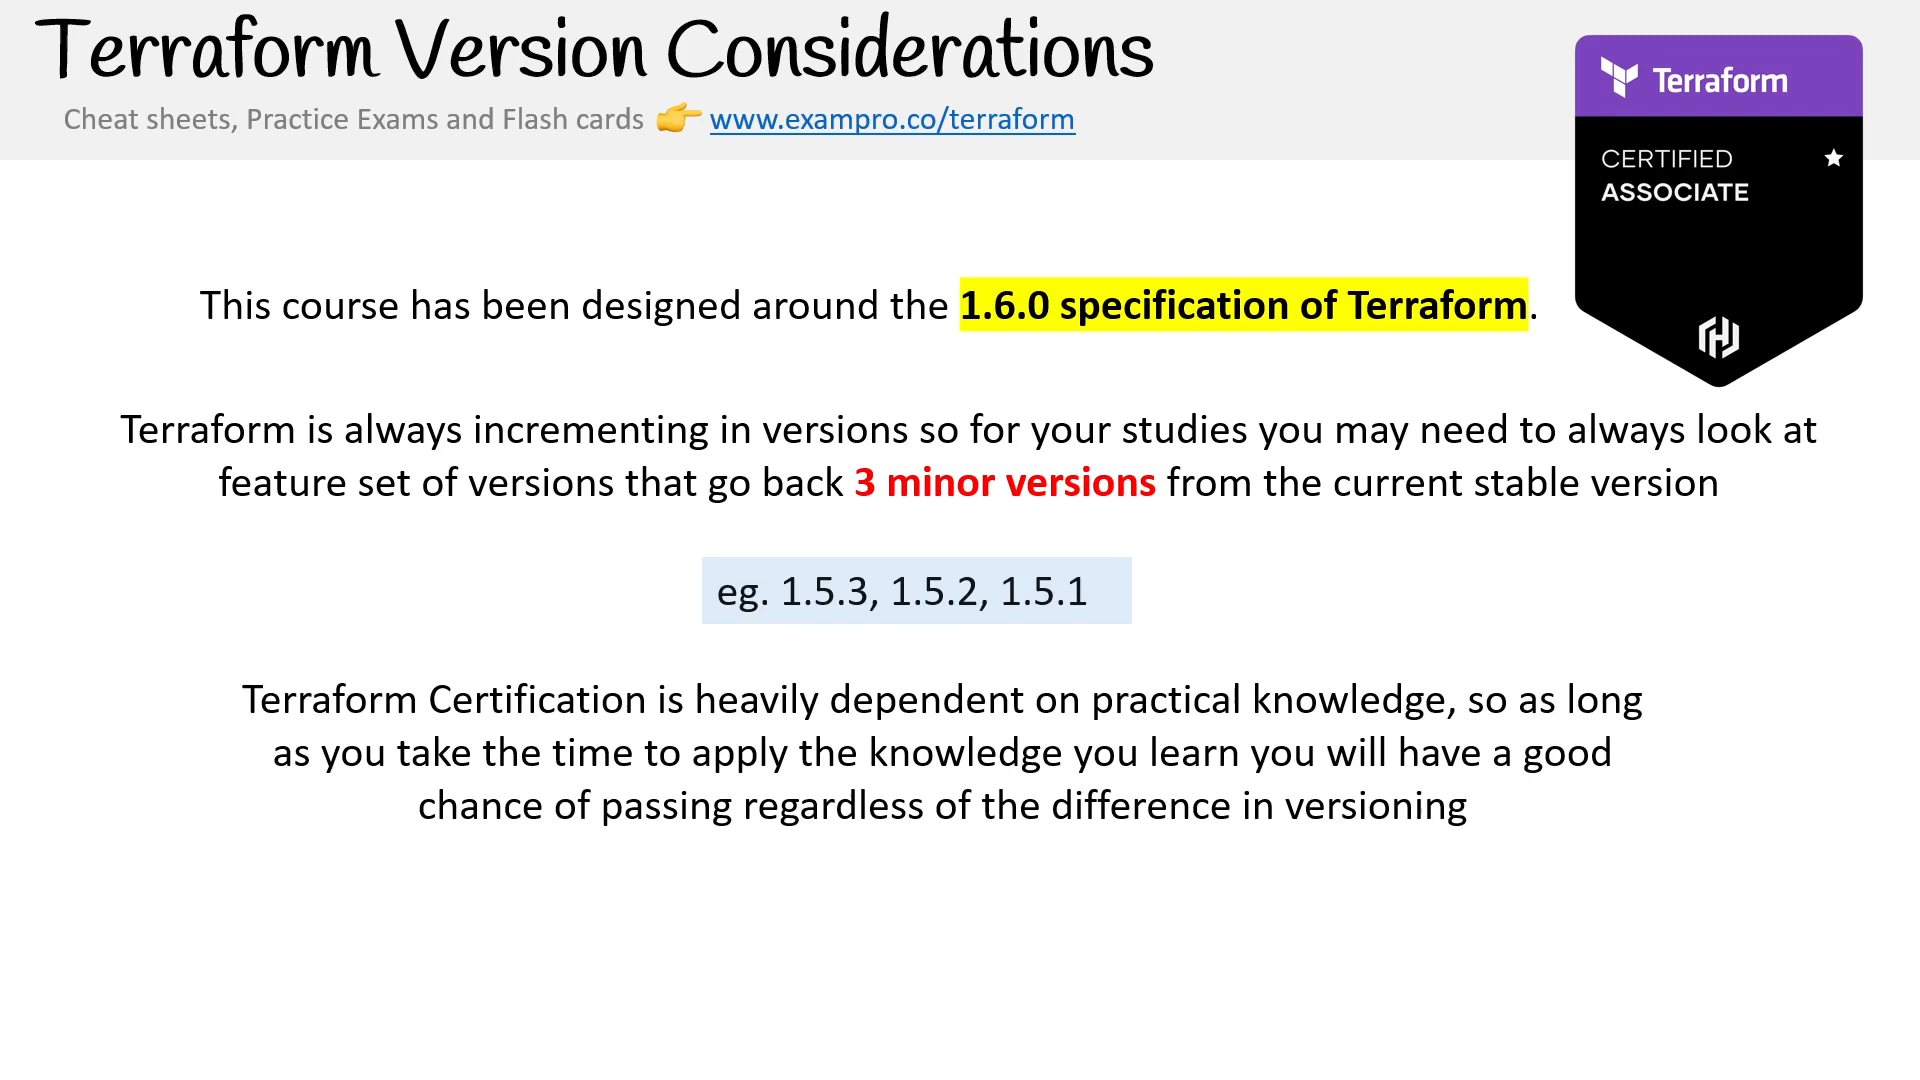 Terraform Version Considerations
Cheat sheets, Practice Exams and Flash cards 👉 www.exampro.co/terraform
Terraform
CERTIFIED
ASSOCIATE
This course has been designed around the 1.6.0 specification of Terraform.
Terraform is always incrementing in versions so for your studies you may need to always look at
feature set of versions that go back 3 minor versions from the current stable version
eg. 1.5.3, 1.5.2, 1.5.1
Terraform Certification is heavily dependent on practical knowledge, so as long
as you take the time to apply the knowledge you learn you will have a good
chance of passing regardless of the difference in versioning